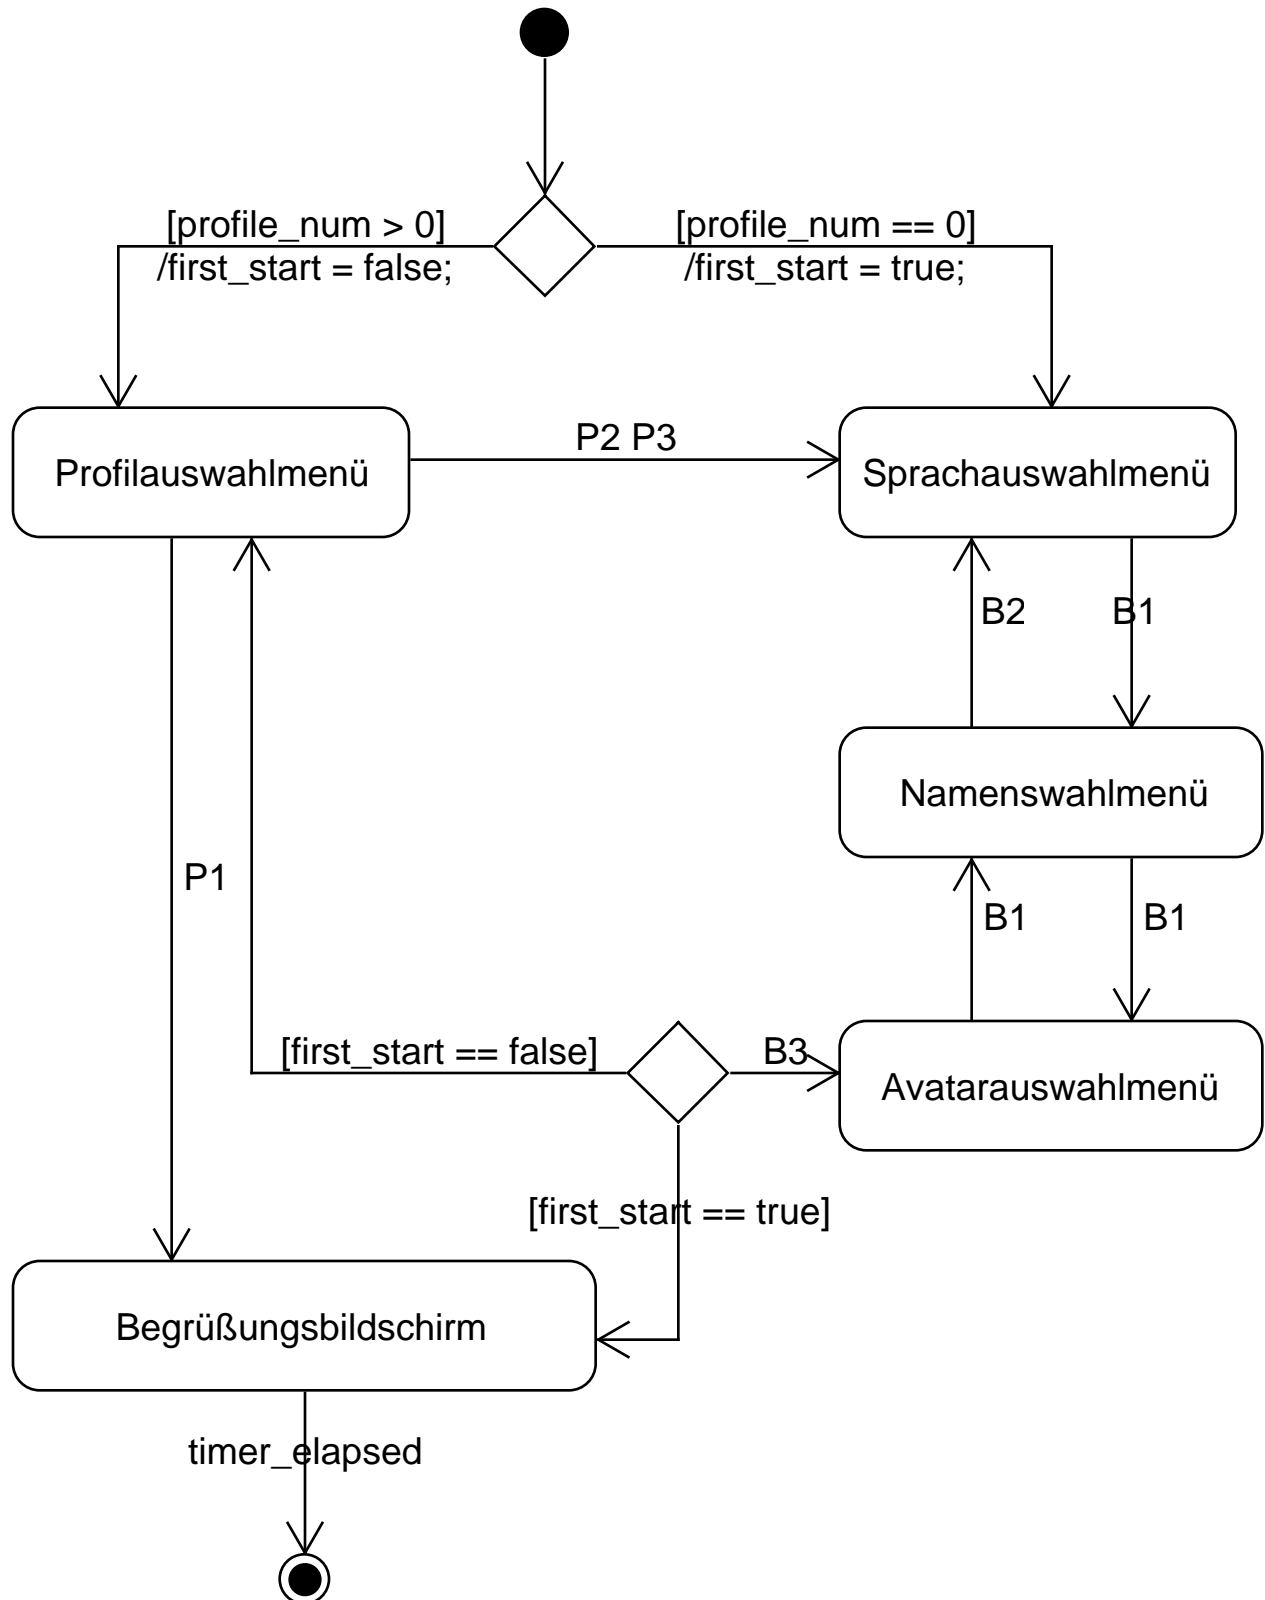 [profile_num > 0]
/first_start = false;
[profile_num == 0]
/first_start = true;
Profilauswahlmenü
P2 P3
Sprachauswahlmenü
B2
B1
Namenswahlmenü
P1
B1
B1
[first_start == false]
B3
Avatarauswahlmenü
[first_start == true]
Begrüßungsbildschirm
timer_elapsed